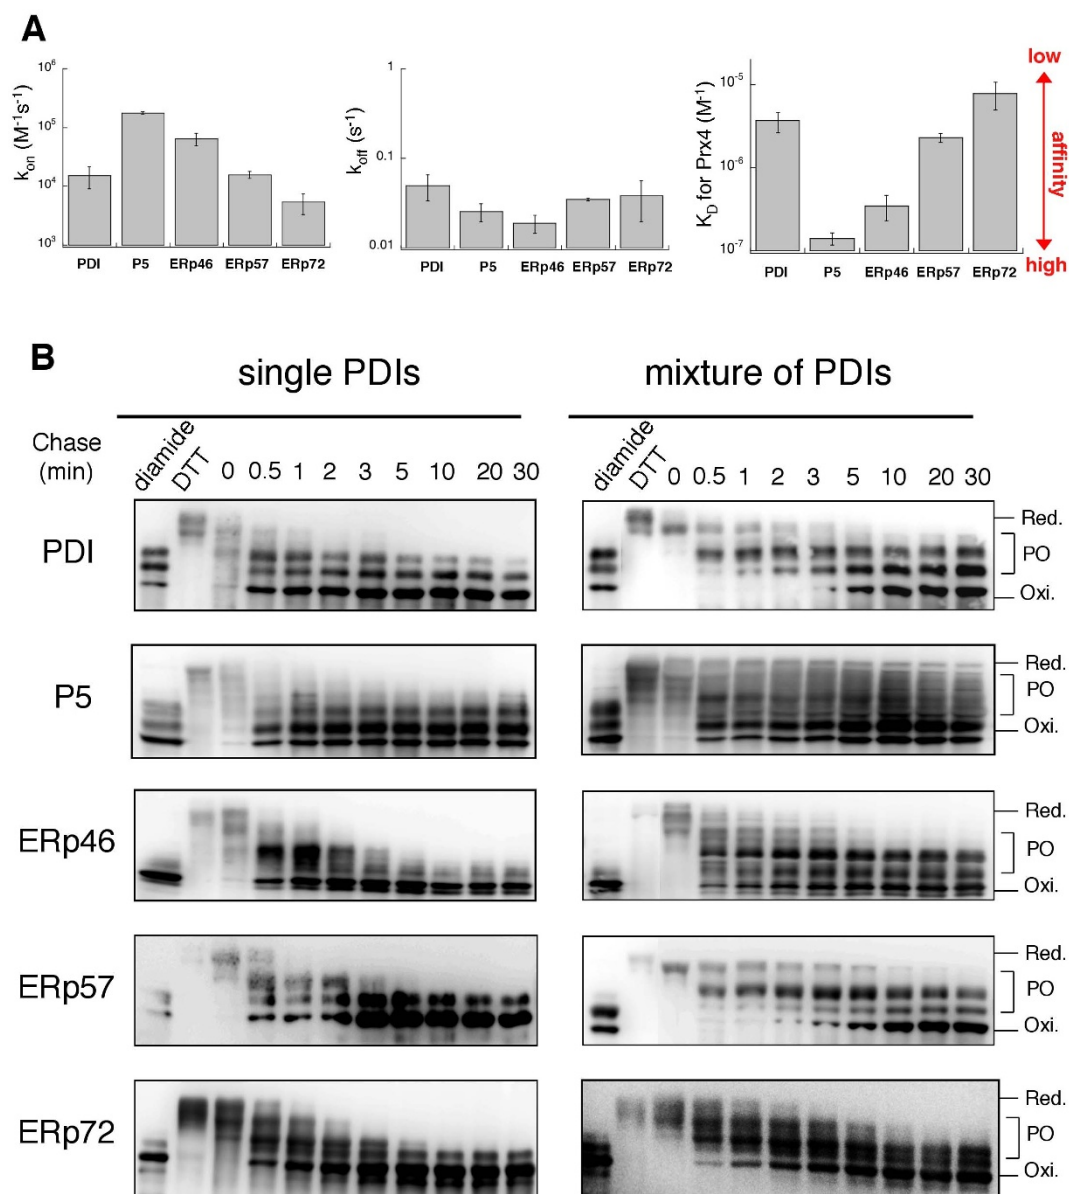 A
k_on (M⁻¹s⁻¹)
10⁶
10⁵
10⁴
10³
PDI P5 ERp46 ERp57 ERp72
k_off (s⁻¹)
1
0.1
0.01
PDI P5 ERp46 ERp57 ERp72
K_D for Prx4 (M⁻¹)
10⁻⁵
10⁻⁶
10⁻⁷
PDI P5 ERp46 ERp57 ERp72
low
affinity
high
B
single PDIs
mixture of PDIs
Chase
(min)
diamide DTT 0 0.5 1 2 3 5 10 20 30
diamide DTT 0 0.5 1 2 3 5 10 20 30
PDI
Red.
PO
Oxi.
P5
Red.
PO
Oxi.
ERp46
Red.
PO
Oxi.
ERp57
Red.
PO
Oxi.
ERp72
Red.
PO
Oxi.